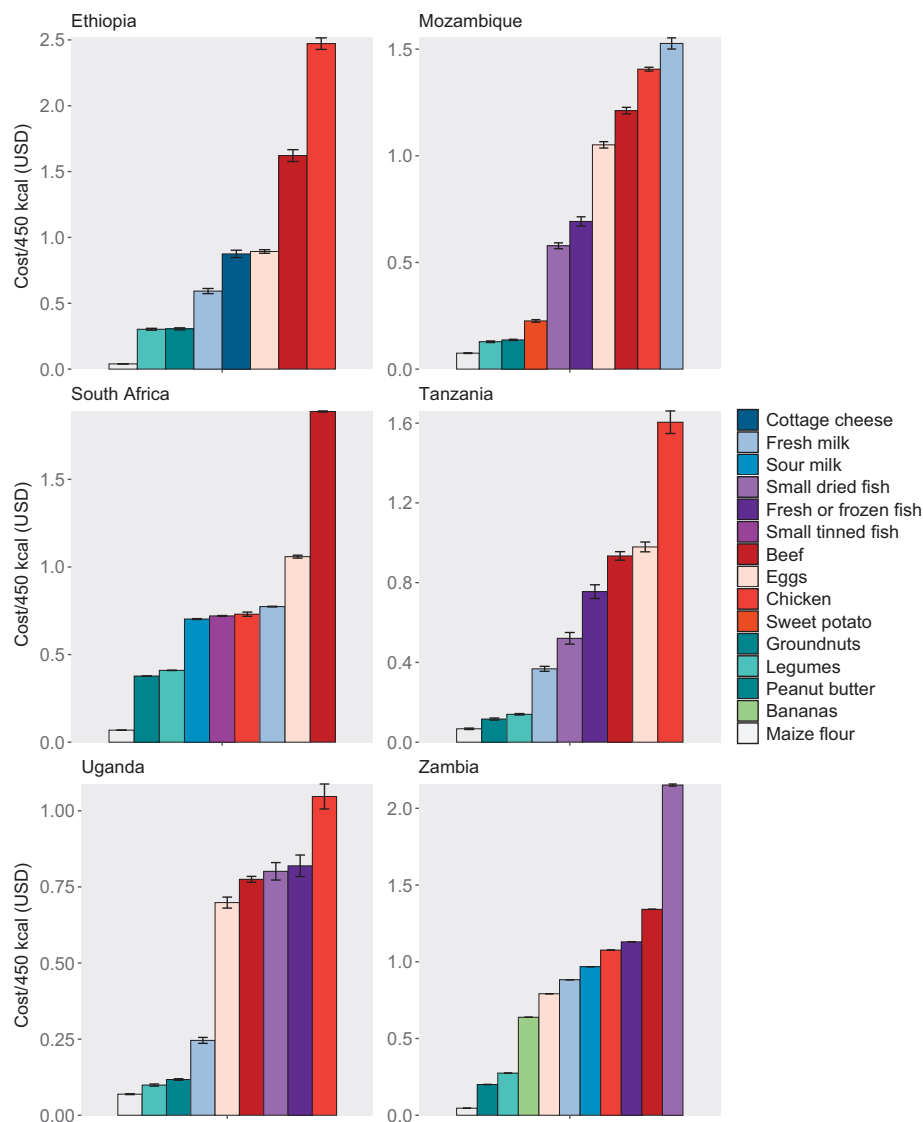 Ethiopia
Mozambique
Cost/450 kcal (USD)
2.5
2.0
1.5
1.0
0.5
0.0
1.5
1.0
0.5
0.0
South Africa
Tanzania
Cost/450 kcal (USD)
1.5
1.0
0.5
0.0
1.6
1.2
0.8
0.4
0.0
Cottage cheese
Fresh milk
Sour milk
Small dried fish
Fresh or frozen fish
Small tinned fish
Beef
Eggs
Chicken
Sweet potato
Groundnuts
Legumes
Peanut butter
Bananas
Maize flour
Uganda
Zambia
Cost/450 kcal (USD)
1.00
0.75
0.50
0.25
0.00
2.0
1.5
1.0
0.5
0.0